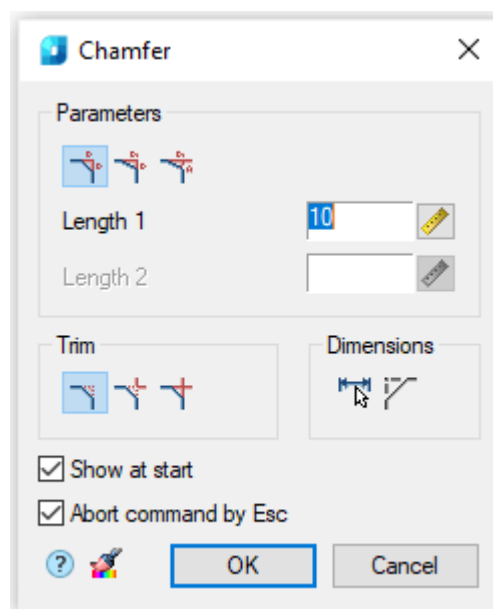 Chamfer
Parameters
Length 1
10
Length 2
Trim
Dimensions
Show at start
Abort command by Esc
?
OK
Cancel